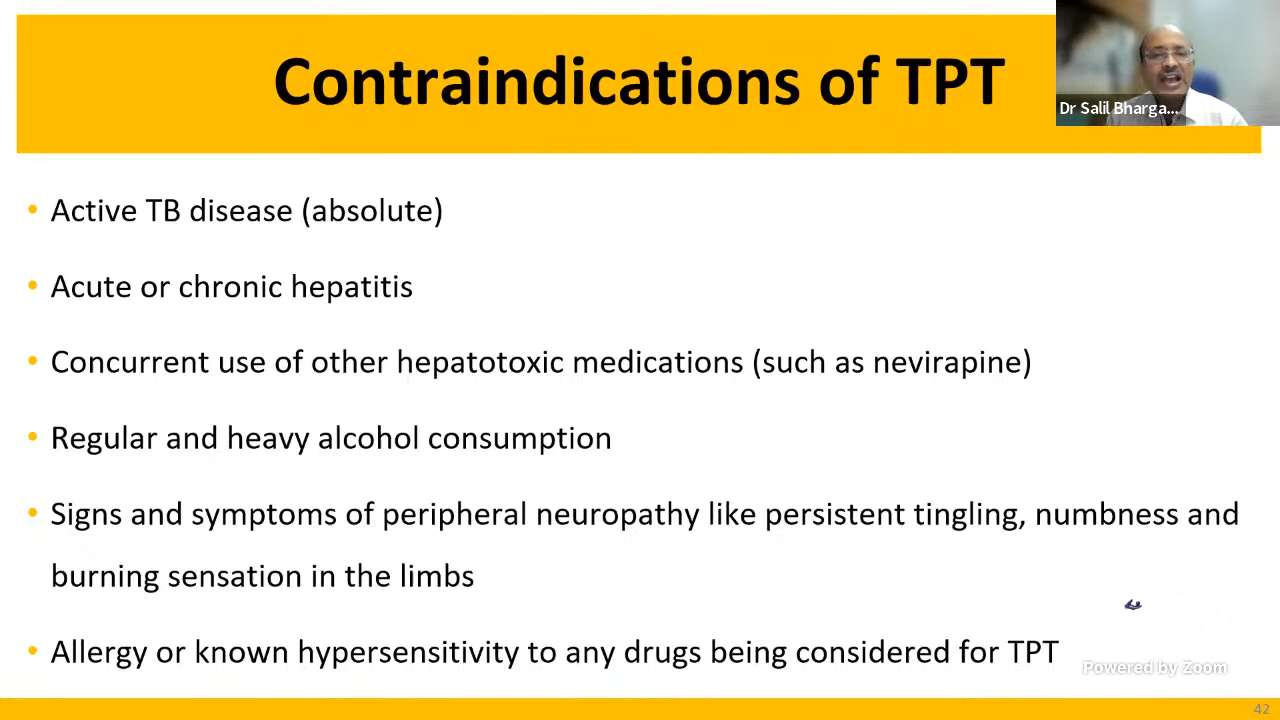 Contraindications of TPT
Dr Salil Bharga...
• Active TB disease (absolute)
• Acute or chronic hepatitis
• Concurrent use of other hepatotoxic medications (such as nevirapine)
• Regular and heavy alcohol consumption
• Signs and symptoms of peripheral neuropathy like persistent tingling, numbness and
burning sensation in the limbs
• Allergy or known hypersensitivity to any drugs being considered for TPT
Powered by Zoom
42